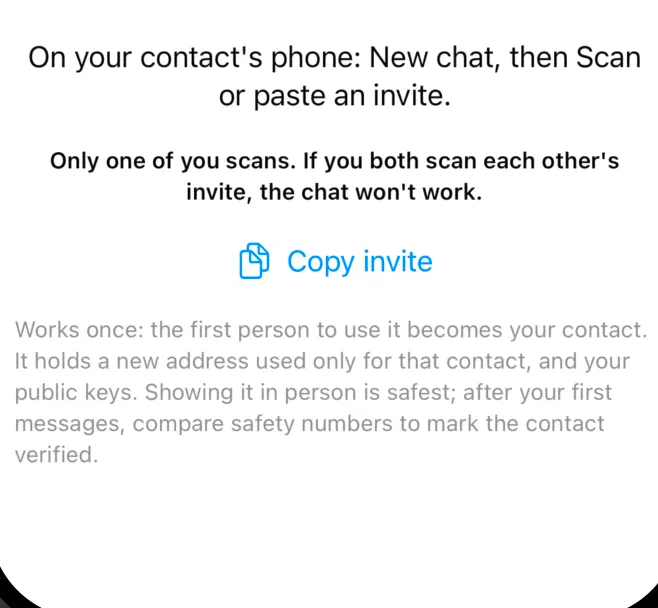 On your contact's phone: New chat, then Scan
or paste an invite.
Only one of you scans. If you both scan each other's
invite, the chat won't work.
Copy invite
Works once: the first person to use it becomes your contact.
It holds a new address used only for that contact, and your
public keys. Showing it in person is safest; after your first
messages, compare safety numbers to mark the contact
verified.